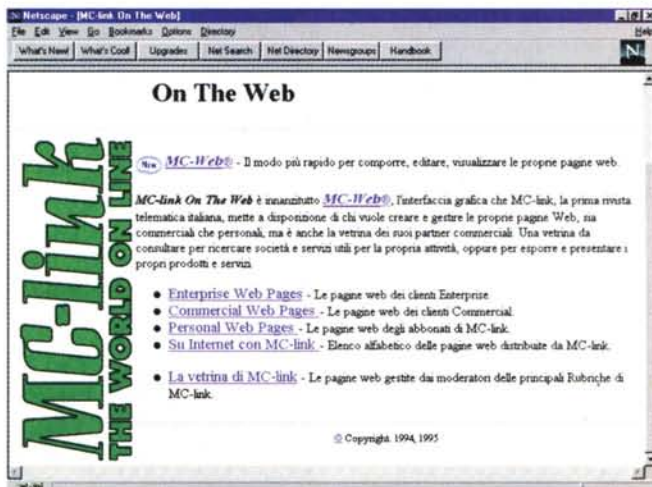 Netscape - [MC-link On The Web]
File Edit View Go Bookmarks Options Directory Help
What's New! What's Cool! Upgrades Net Search Net Directory Newsgroups Handbook
N
On The Web
MC-link
THE WORLD ON LINE
New MC-Web® - Il modo più rapido per comporre, editare, visualizzare le proprie pagine web.
MC-link On The Web è innanzitutto MC-Web®, l'interfaccia grafica che MC-link, la prima rivista
telematica italiana, mette a disposizione di chi vuole creare e gestire le proprie pagine Web, sia
commerciali che personali, ma è anche la vetrina dei suoi partner commerciali. Una vetrina da
consultare per ricercare società e servizi utili per la propria attività, oppure per esporre e presentare i
propri prodotti e servizi.
• Enterprise Web Pages - Le pagine web dei clienti Enterprise.
• Commercial Web Pages - Le pagine web dei clienti Commercial.
• Personal Web Pages - Le pagine web degli abbonati di MC-link.
• Su Internet con MC-link - Elenco alfabetico delle pagine web distribuite da MC-link.
• La vetrina di MC-link - Le pagine web gestite dai moderatori delle principali Rubriche di
MC-link.
© Copyright. 1994, 1995